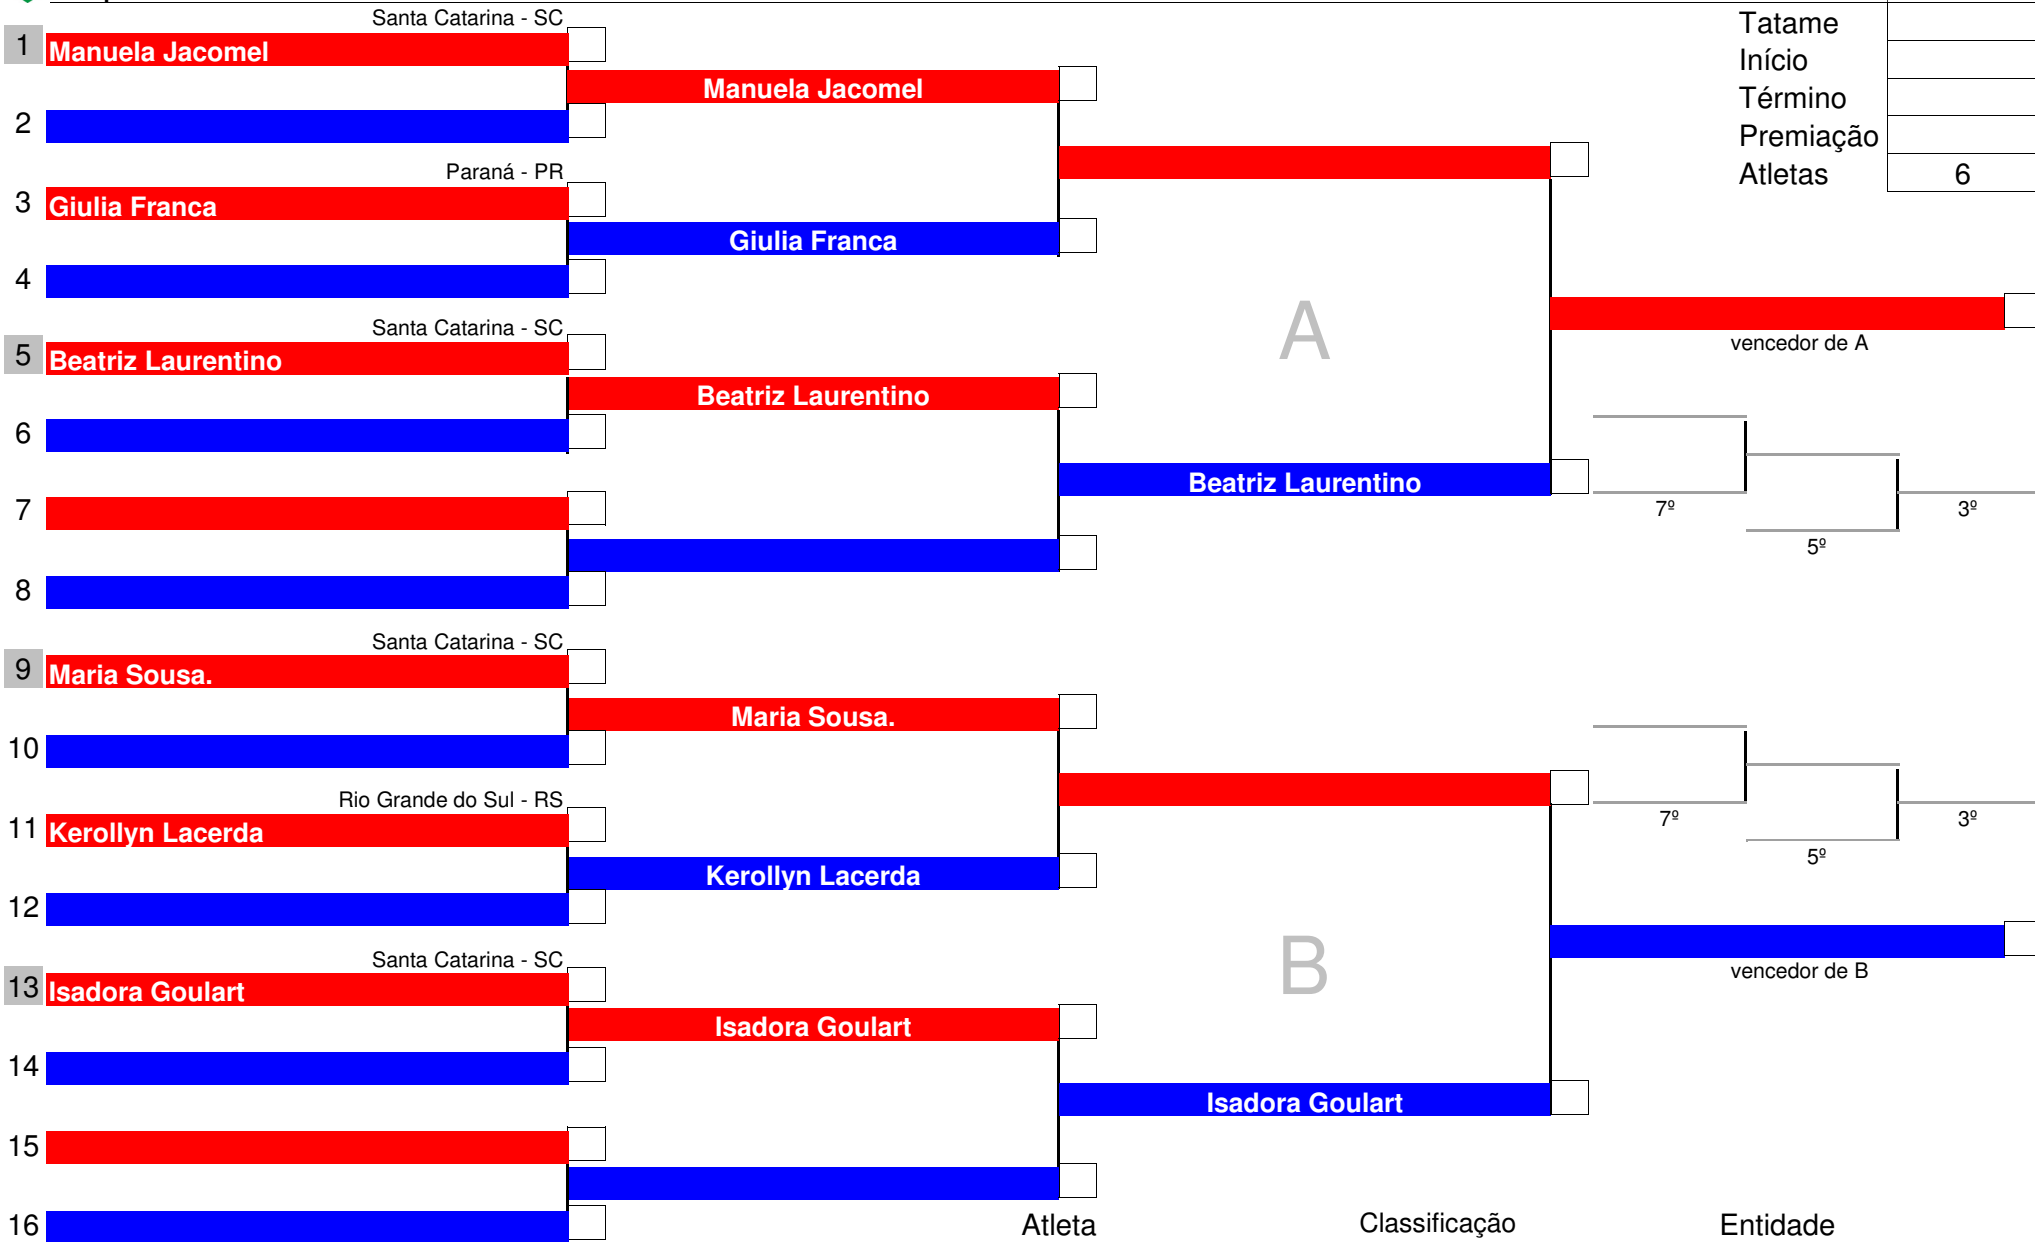 Santa Catarina - SC
1 Manuela Jacomel
Manuela Jacomel
2
Paraná - PR
3 Giulia Franca
Giulia Franca
4
Santa Catarina - SC
5 Beatriz Laurentino
Beatriz Laurentino
6
Beatriz Laurentino
7
8
A
vencedor de A
7º
5º
3º
Tatame
Início
Término
Premiação
Atletas 6
Santa Catarina - SC
9 Maria Sousa.
Maria Sousa.
10
Rio Grande do Sul - RS
11 Kerollyn Lacerda
Kerollyn Lacerda
12
Santa Catarina - SC
13 Isadora Goulart
Isadora Goulart
14
Isadora Goulart
15
16
B
7º
5º
3º
vencedor de B
Atleta Classificação Entidade